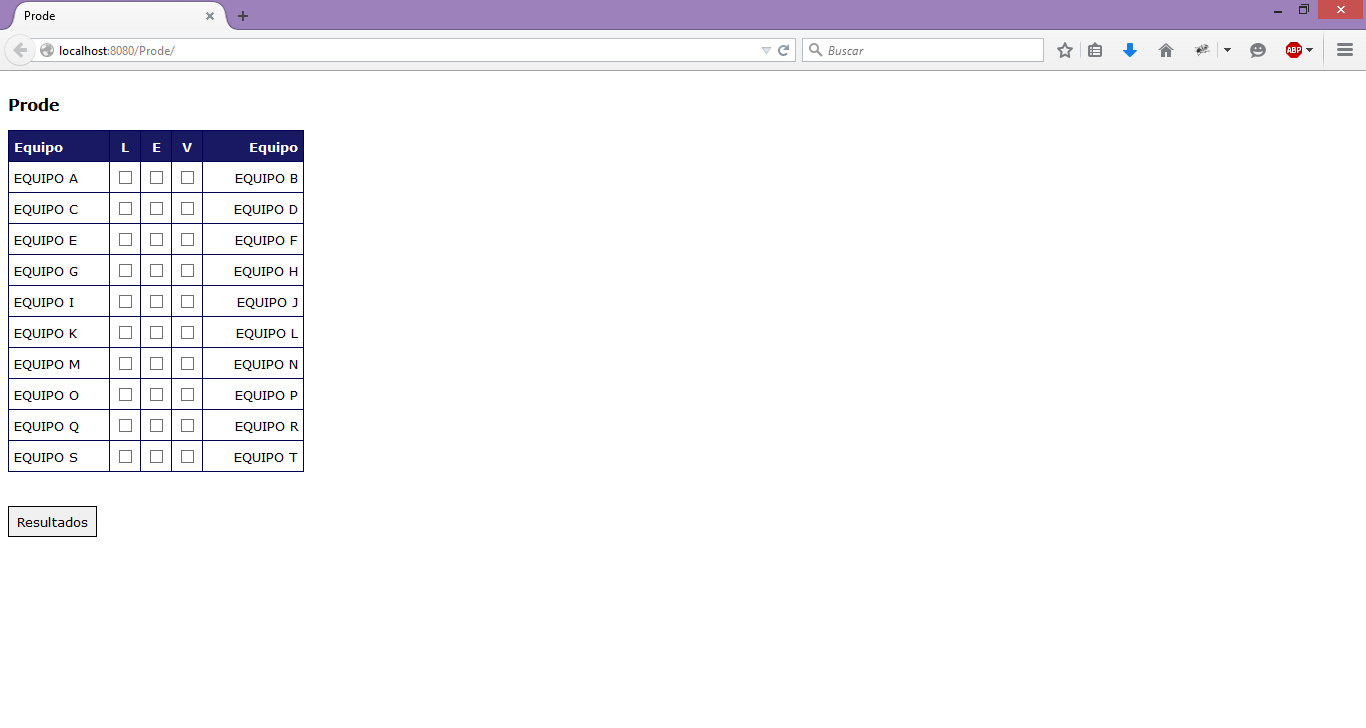 Prode
localhost:8080/Prode/
Buscar
ABP
Prode
Equipo L E V Equipo
EQUIPO A EQUIPO B
EQUIPO C EQUIPO D
EQUIPO E EQUIPO F
EQUIPO G EQUIPO H
EQUIPO I EQUIPO J
EQUIPO K EQUIPO L
EQUIPO M EQUIPO N
EQUIPO O EQUIPO P
EQUIPO Q EQUIPO R
EQUIPO S EQUIPO T
Resultados